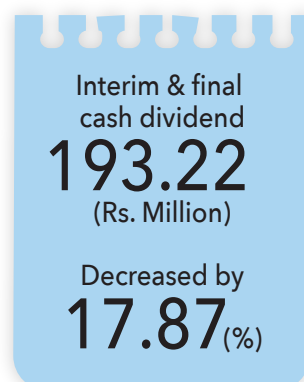 Interim & final
cash dividend
193.22
(Rs. Million)
Decreased by
17.87(%)